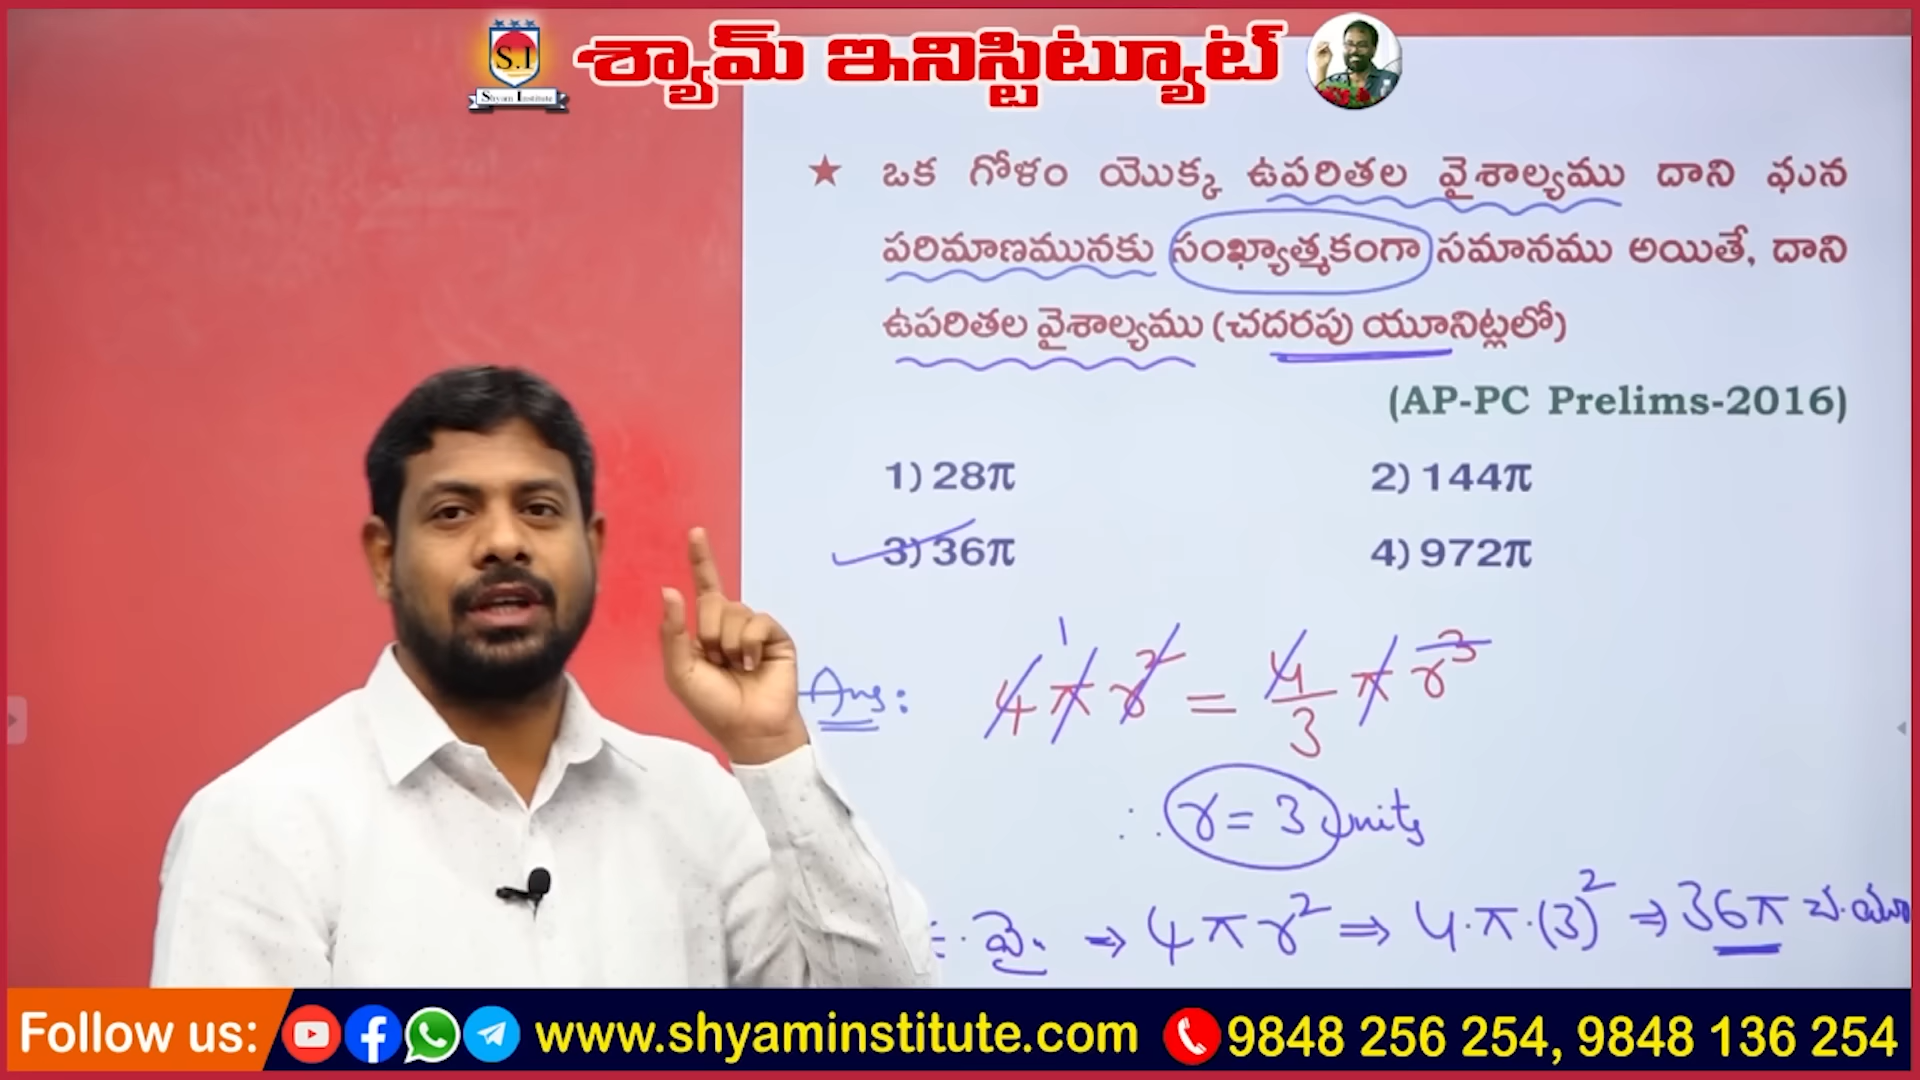 S.I
Shyam Institute
శ్యామ్ ఇనిస్టిట్యూట్
★ ఒక గోళం యొక్క ఉపరితల వైశాల్యము దాని ఘన
పరిమాణమునకు సంఖ్యాత్మకంగా సమానము అయితే, దాని
ఉపరితల వైశాల్యము (చదరపు యూనిట్లలో)
(AP-PC Prelims-2016)
1) 28π 2) 144π
3) 36π 4) 972π
Ans: 4πr² = 4/3 πr³
∴ r = 3 Units
వై. ⇒ 4πr² ⇒ 4.π.(3)² ⇒ 36π చ.యూ
Follow us: www.shyaminstitute.com 9848 256 254, 9848 136 254